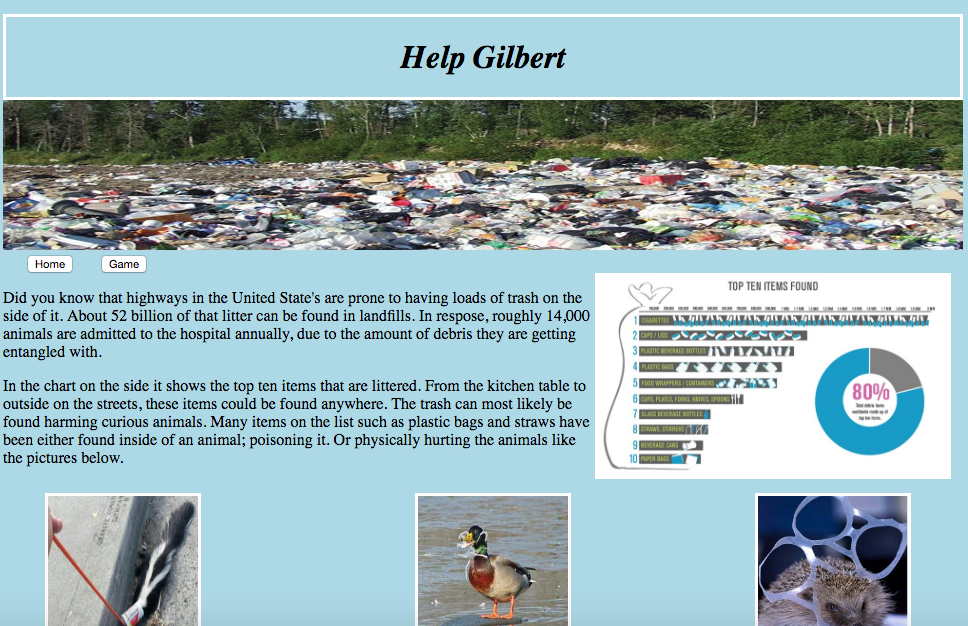 Help Gilbert
Home Game
Did you know that highways in the United State's are prone to having loads of trash on the
side of it. About 52 billion of that litter can be found in landfills. In respose, roughly 14,000
animals are admitted to the hospital annually, due to the amount of debris they are getting
entangled with.
In the chart on the side it shows the top ten items that are littered. From the kitchen table to
outside on the streets, these items could be found anywhere. The trash can most likely be
found harming curious animals. Many items on the list such as plastic bags and straws have
been either found inside of an animal; poisoning it. Or physically hurting the animals like
the pictures below.
TOP TEN ITEMS FOUND
1 CIGARETTES
2 CAPS / LIDS
3 PLASTIC BEVERAGE BOTTLES
4 PLASTIC BAGS
5 FOOD WRAPPERS / CONTAINERS
6 CUPS, PLATES, FORKS, KNIVES, SPOONS
7 GLASS BEVERAGE BOTTLES
8 STRAWS, STIRRERS
9 BEVERAGE CANS
10 PAPER BAGS
80%
Total debris items
worldwide made up of
top ten items.